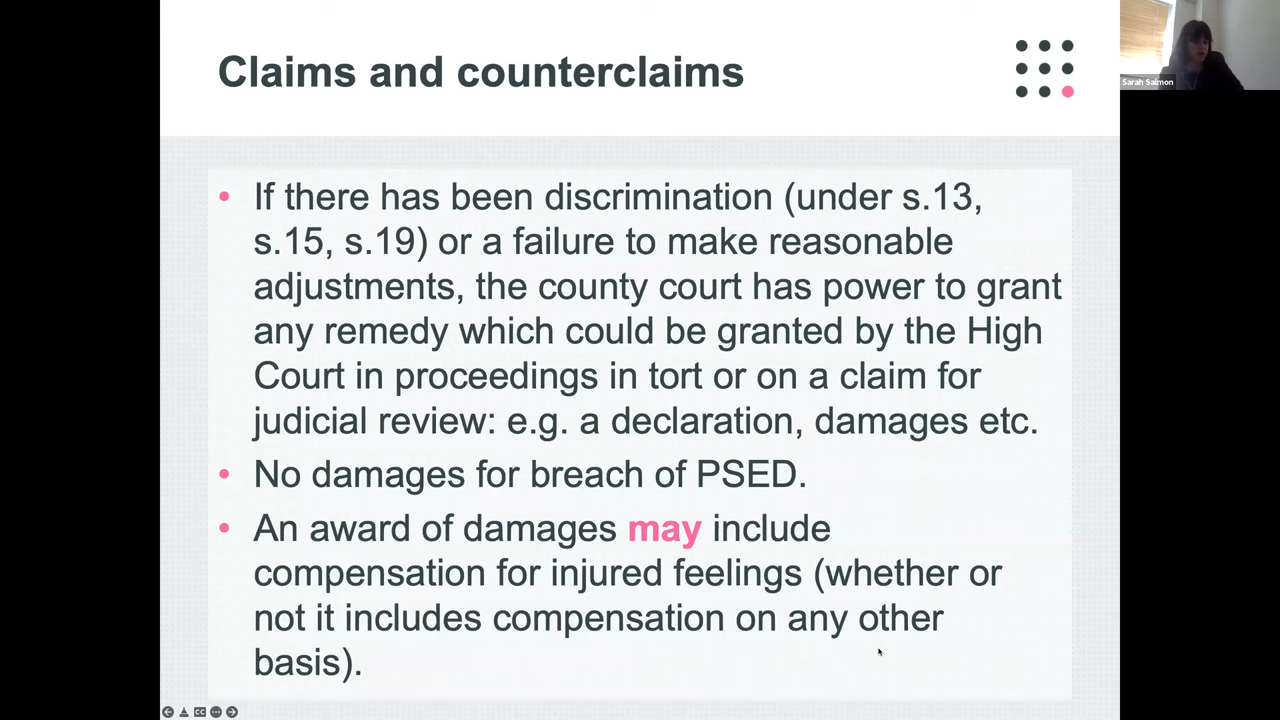 Claims and counterclaims
Sarah Salmon
• If there has been discrimination (under s.13,
s.15, s.19) or a failure to make reasonable
adjustments, the county court has power to grant
any remedy which could be granted by the High
Court in proceedings in tort or on a claim for
judicial review: e.g. a declaration, damages etc.
• No damages for breach of PSED.
• An award of damages may include
compensation for injured feelings (whether or
not it includes compensation on any other
basis).
CC